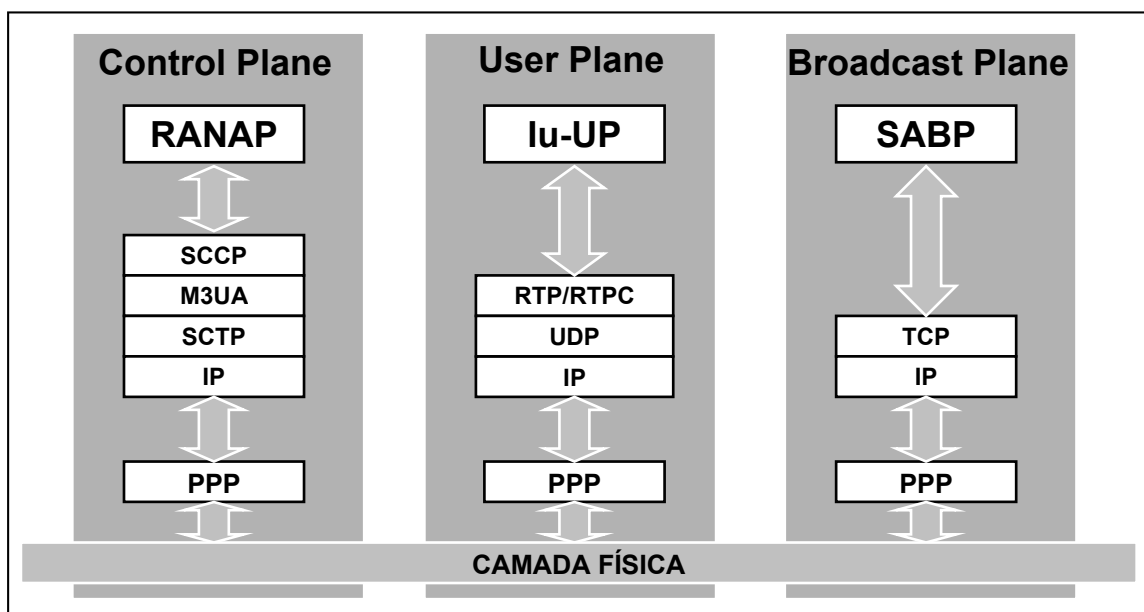 Control Plane
RANAP
SCCP
M3UA
SCTP
IP
PPP
User Plane
Iu-UP
RTP/RTPC
UDP
IP
PPP
Broadcast Plane
SABP
TCP
IP
PPP
CAMADA FÍSICA